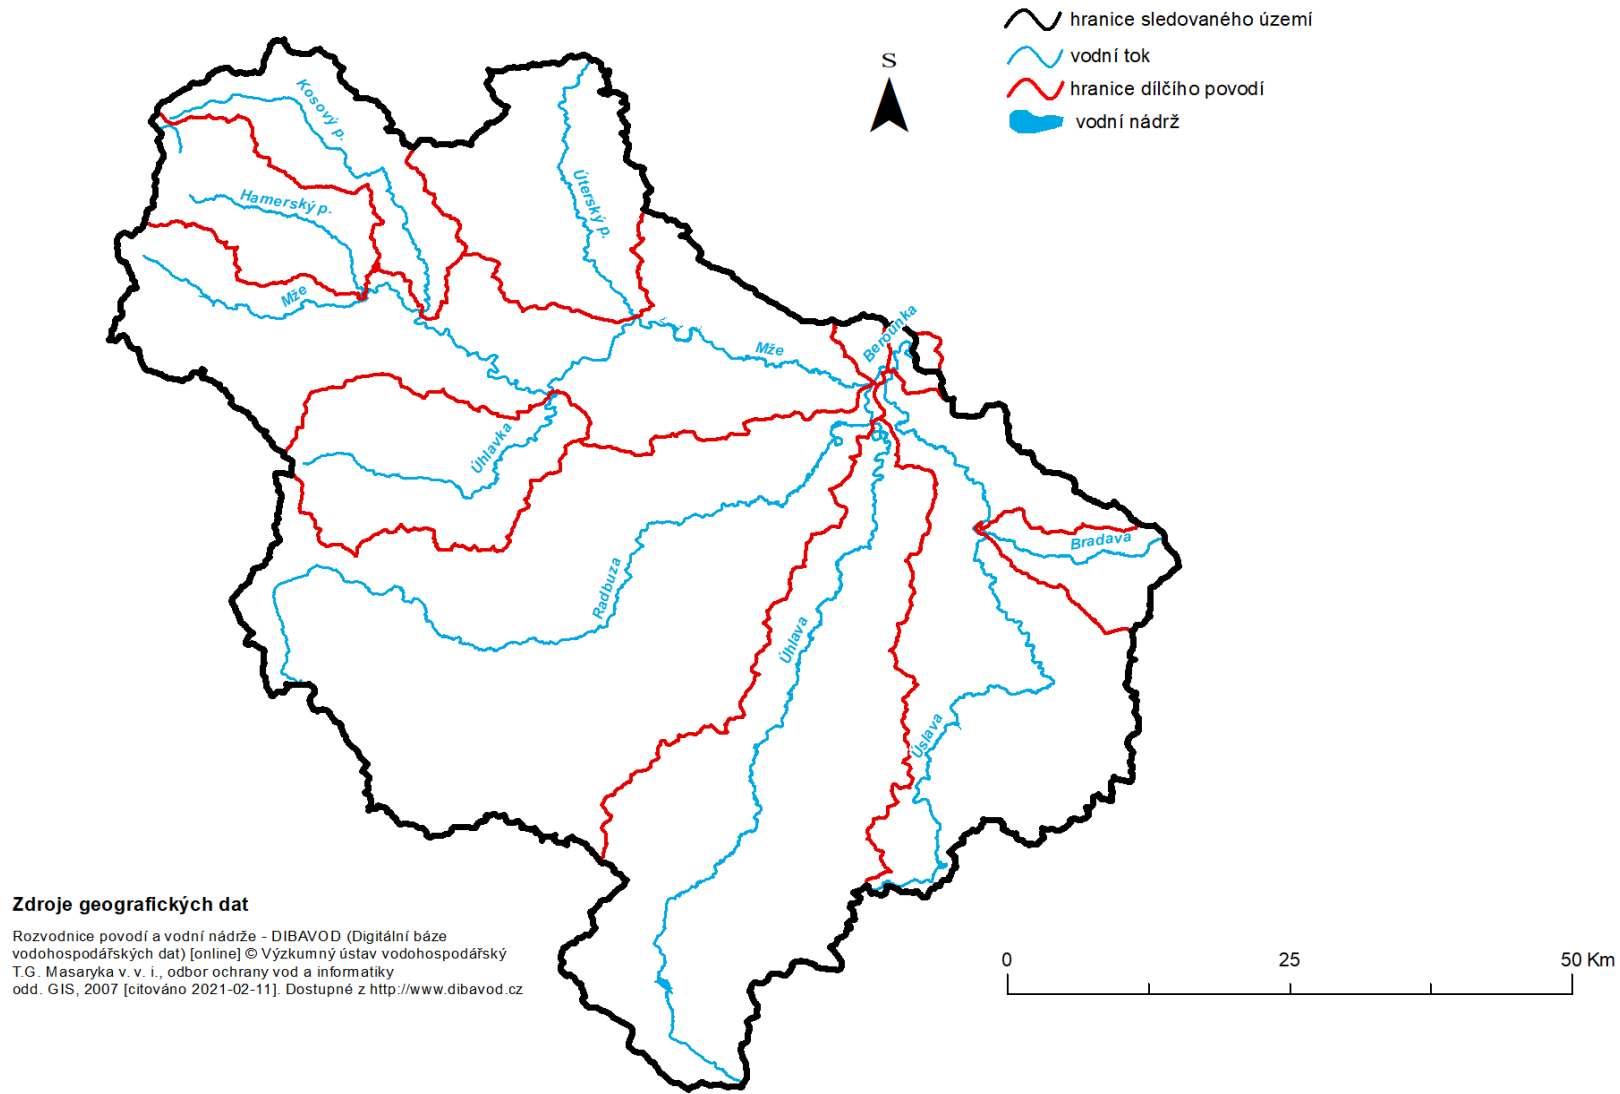 hranice sledovaného území
vodní tok
hranice dílčího povodí
vodní nádrž
S
Kosový p.
Hamerský p.
Úterský p.
Mže
Mže
Berounka
Úhlavka
Radbuza
Bradava
Úhlava
Úslava
Zdroje geografických dat
Rozvodnice povodí a vodní nádrže - DIBAVOD (Digitální báze
vodohospodářských dat) [online] © Výzkumný ústav vodohospodářský
T.G. Masaryka v. v. i., odbor ochrany vod a informatiky
odd. GIS, 2007 [citováno 2021-02-11]. Dostupné z http://www.dibavod.cz
0 25 50 Km